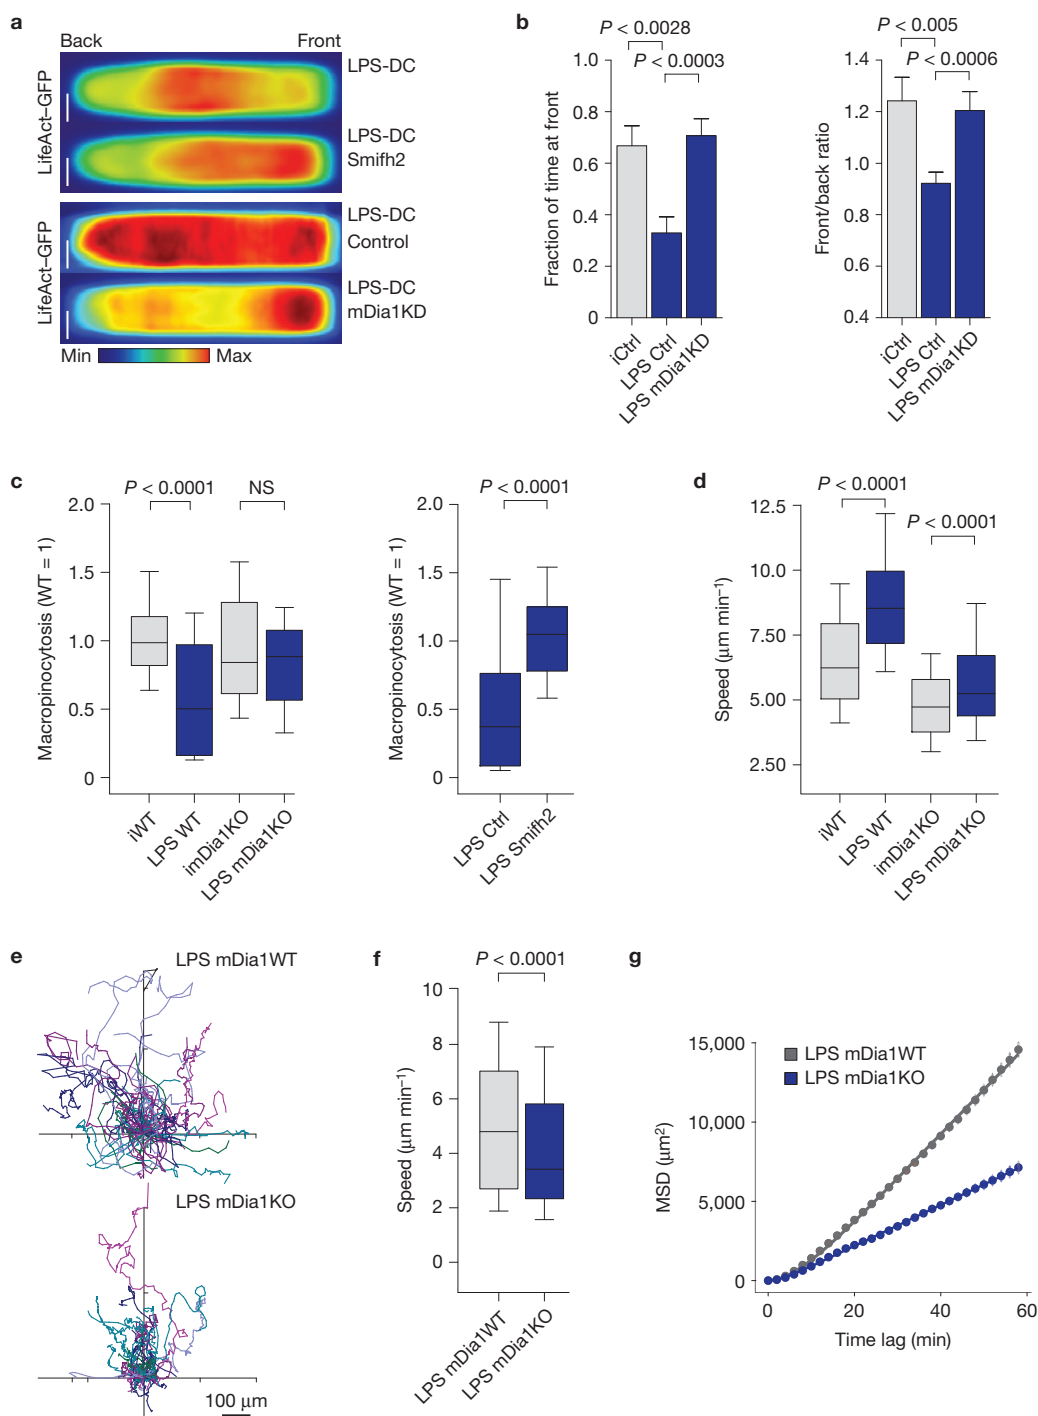 a
Back Front
LifeAct–GFP
LPS-DC
LPS-DC
Smifh2
LifeAct–GFP
LPS-DC
Control
LPS-DC
mDia1KD
Min Max
b
P < 0.0028
P < 0.0003
Fraction of time at front
1.0
0.8
0.6
0.4
0.2
0
iCtrl
LPS Ctrl
LPS mDia1KD
P < 0.005
P < 0.0006
Front/back ratio
1.4
1.2
1.0
0.8
0.6
0.4
iCtrl
LPS Ctrl
LPS mDia1KD
c
P < 0.0001
NS
Macropinocytosis (WT = 1)
2.0
1.5
1.0
0.5
0
iWT
LPS WT
imDia1KO
LPS mDia1KO
P < 0.0001
Macropinocytosis (WT = 1)
2.0
1.5
1.0
0.5
0
LPS Ctrl
LPS Smifh2
d
P < 0.0001
P < 0.0001
Speed (μm min⁻¹)
12.5
10.0
7.50
5.00
2.50
iWT
LPS WT
imDia1KO
LPS mDia1KO
e
LPS mDia1WT
LPS mDia1KO
100 μm
f
P < 0.0001
Speed (μm min⁻¹)
10
8
6
4
2
0
LPS mDia1WT
LPS mDia1KO
g
LPS mDia1WT
LPS mDia1KO
MSD (μm²)
15,000
10,000
5,000
0
0 20 40 60
Time lag (min)